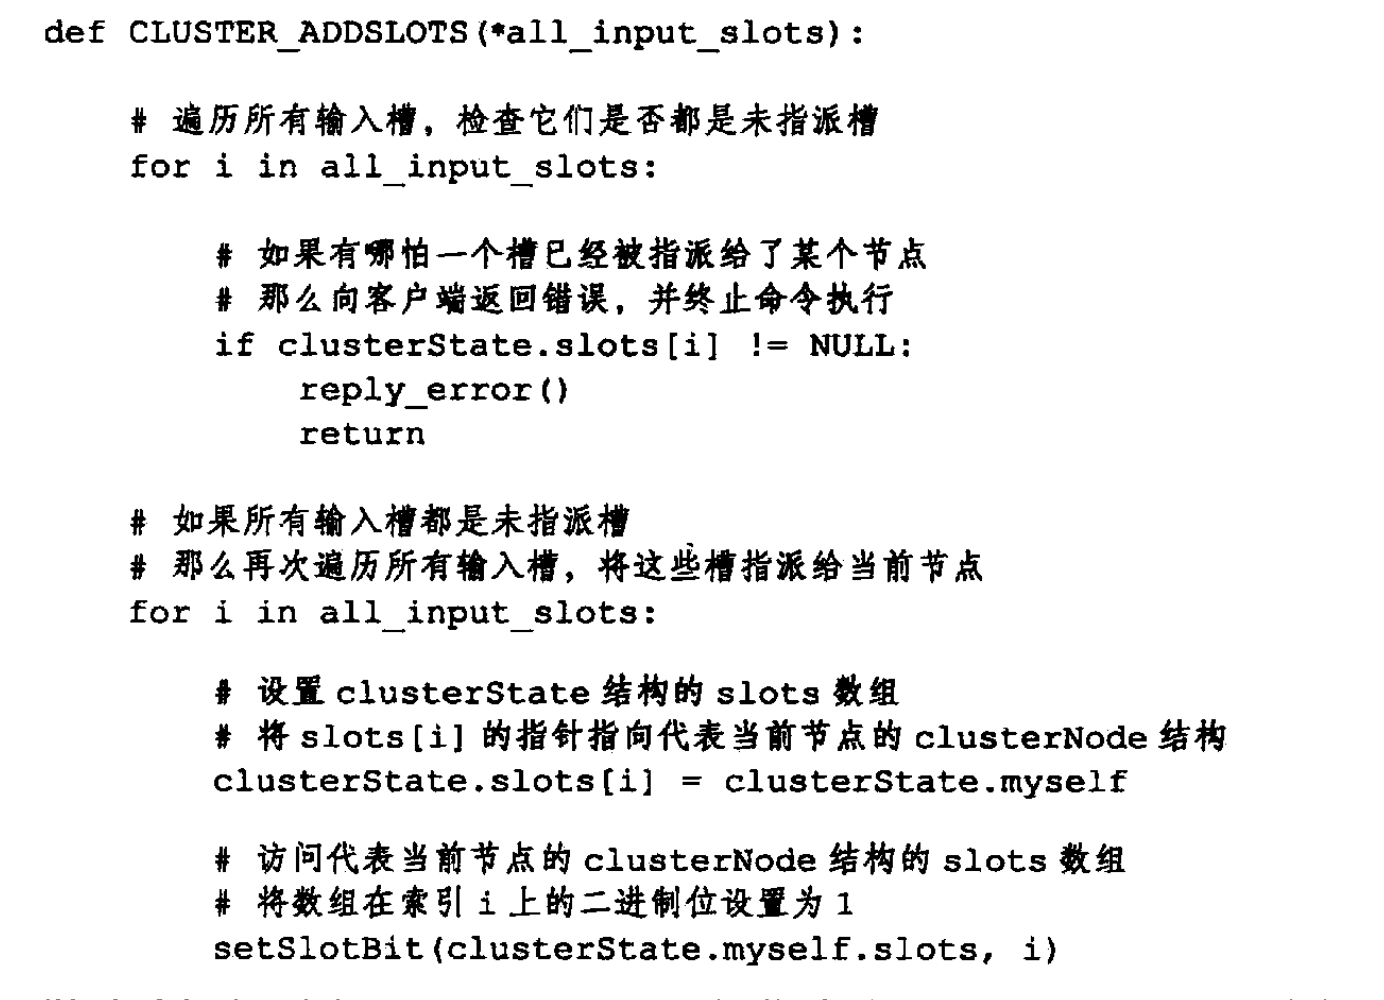 def CLUSTER_ADDSLOTS(*all_input_slots):
# 遍历所有输入槽，检查它们是否都是未指派槽
for i in all_input_slots:
# 如果有哪怕一个槽已经被指派给了某个节点
# 那么向客户端返回错误，并终止命令执行
if clusterState.slots[i] != NULL:
reply_error()
return
# 如果所有输入槽都是未指派槽
# 那么再次遍历所有输入槽，将这些槽指派给当前节点
for i in all_input_slots:
# 设置 clusterState 结构的 slots 数组
# 将 slots[i] 的指针指向代表当前节点的 clusterNode 结构
clusterState.slots[i] = clusterState.myself
# 访问代表当前节点的 clusterNode 结构的 slots 数组
# 将数组在索引 i 上的二进制位设置为 1
setSlotBit(clusterState.myself.slots, i)